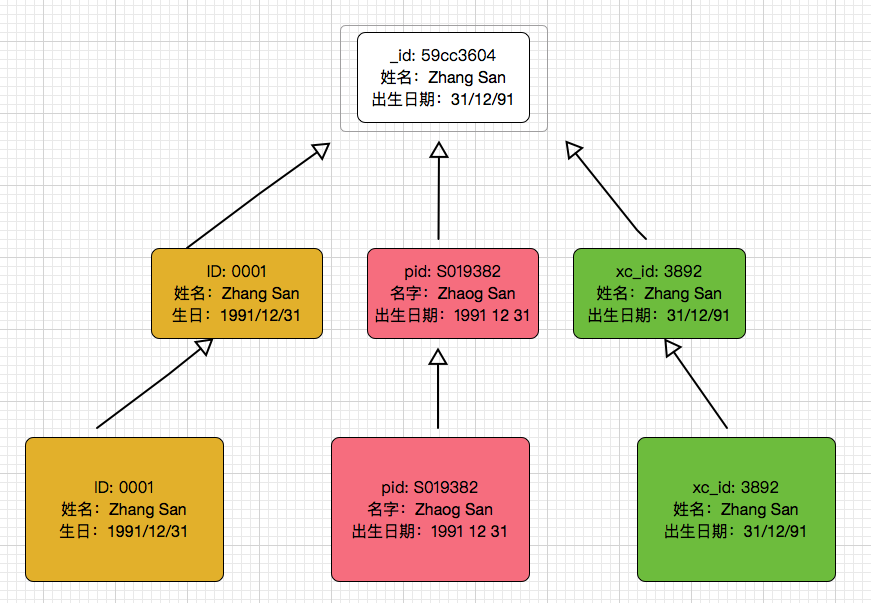 _id: 59cc3604
姓名：Zhang San
出生日期：31/12/91
ID: 0001
姓名：Zhang San
生日：1991/12/31
pid: S019382
名字：Zhaog San
出生日期：1991 12 31
xc_id: 3892
姓名：Zhang San
出生日期：31/12/91
ID: 0001
姓名：Zhang San
生日：1991/12/31
pid: S019382
名字：Zhaog San
出生日期：1991 12 31
xc_id: 3892
姓名：Zhang San
出生日期：31/12/91